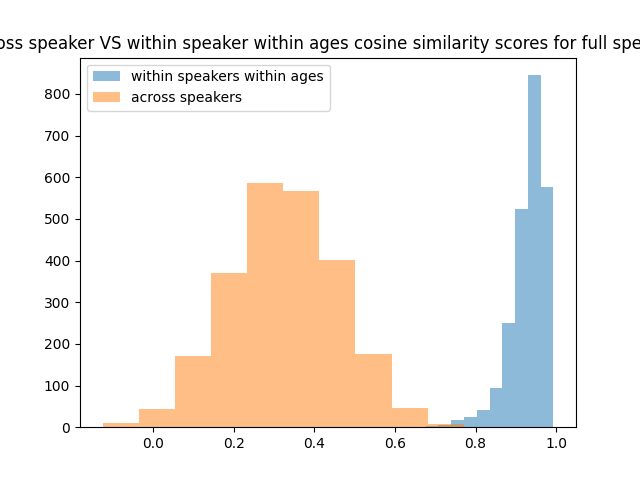 oss speaker VS within speaker within ages cosine similarity scores for full spe
within speakers within ages
across speakers
800
700
600
500
400
300
200
100
0
0.0 0.2 0.4 0.6 0.8 1.0